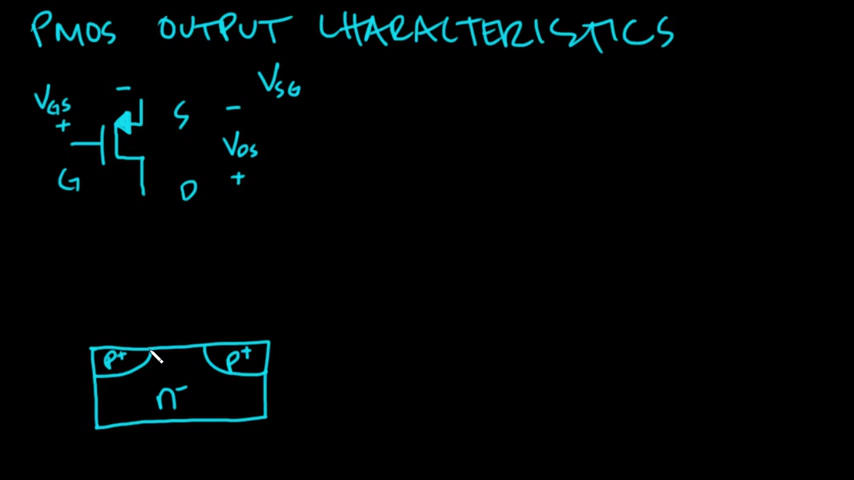 PMOS OUTPUT CHARACTERISTICS
VGS - VSG
+ S -
VDS
G D +
p+ p+
n-